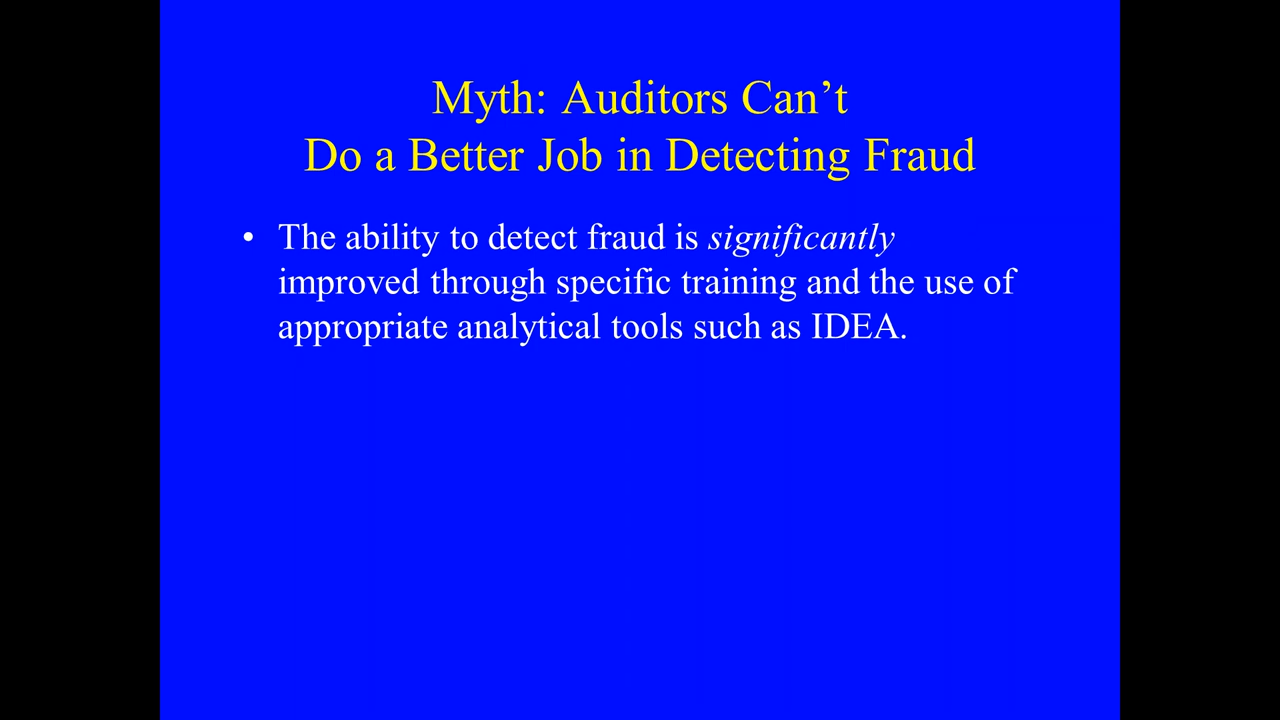 Myth: Auditors Can’t
Do a Better Job in Detecting Fraud
• The ability to detect fraud is significantly
improved through specific training and the use of
appropriate analytical tools such as IDEA.